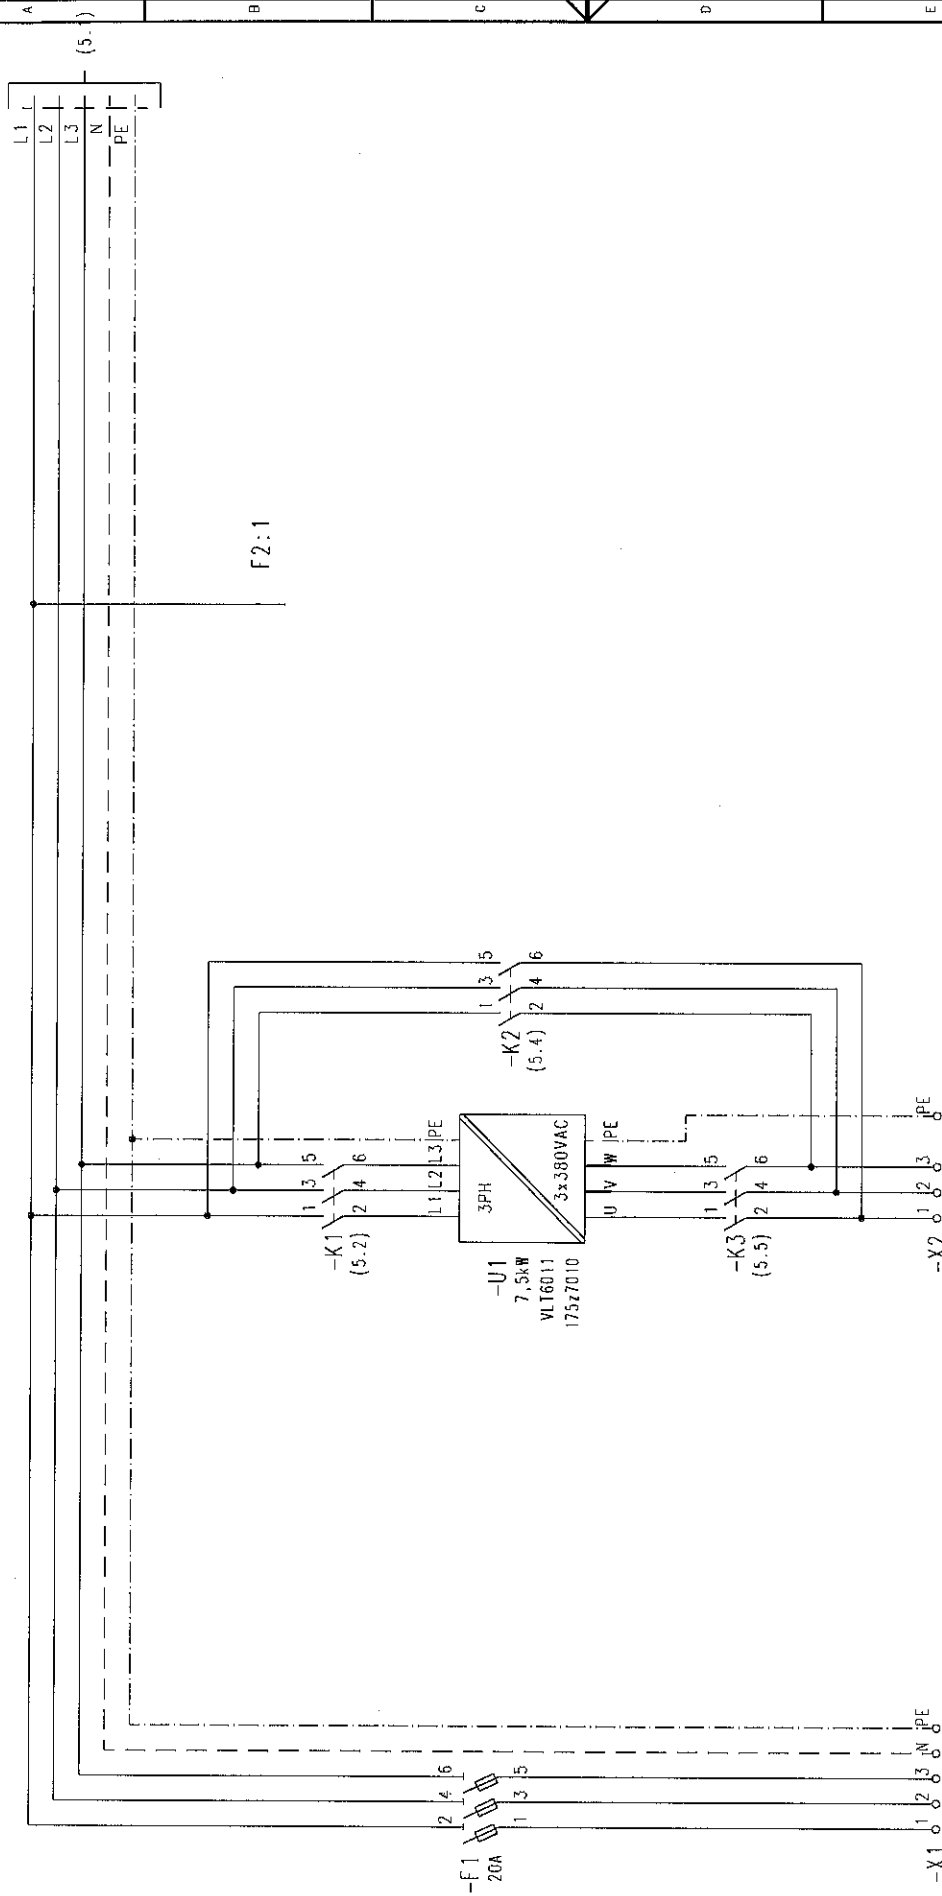 A
B
C
D
E
(5.1)
L1
L2
L3
N
PE
F2:1
5
3
1
6
4
2
-K2
(5.4)
1
3
5
2
4
6
-K1
(5.2)
L1 L2 L3 PE
3PH
3x380VAC
-U1
7,5kW
VLT6011
175z7010
U
V
W
PE
1
3
5
2
4
6
-K3
(5.5)
-X2
1
2
3
PE
2
4
6
-F1
20A
1
3
5
-X1
1
2
3
N
PE